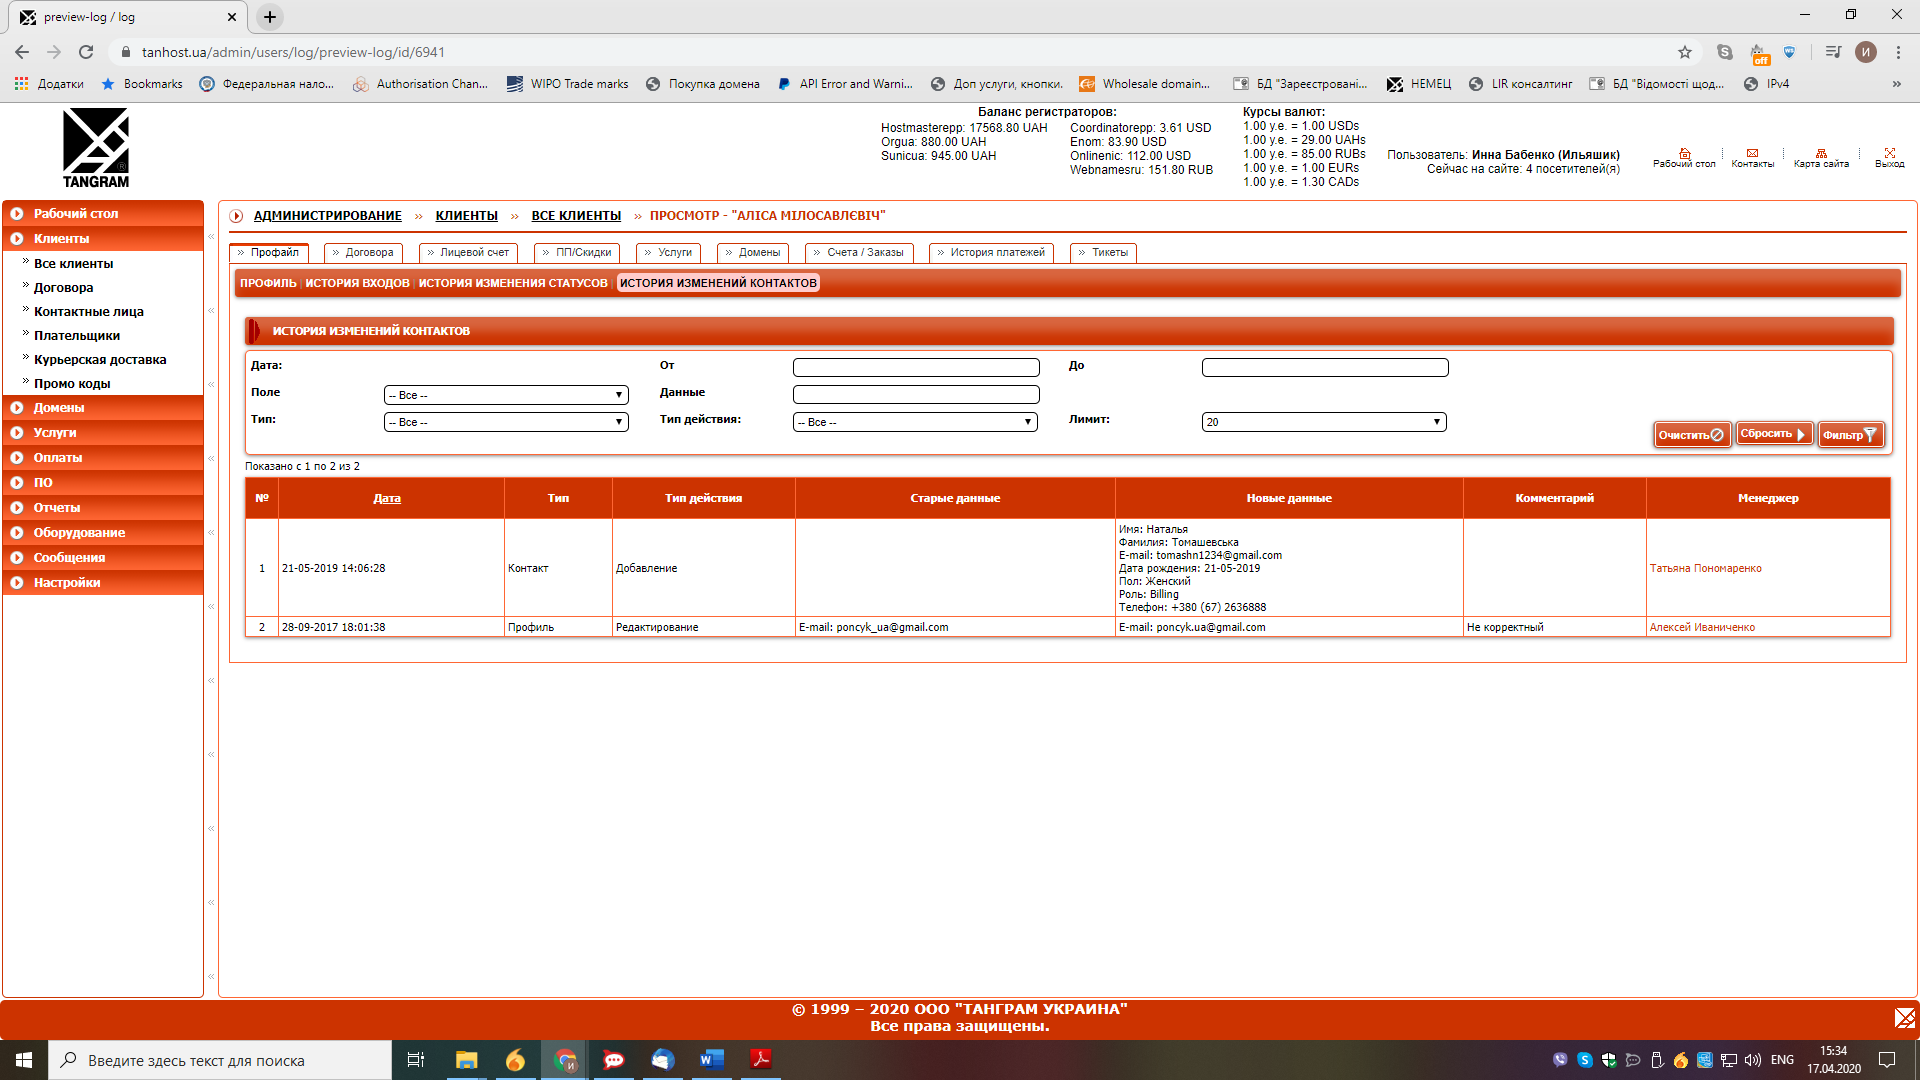 preview-log / log
tanhost.ua/admin/users/log/preview-log/id/6941
off
И
Додатки
Bookmarks
Федеральная нало...
Authorisation Chan...
WIPO Trade marks
Покупка домена
API Error and Warni...
Доп услуги, кнопки.
Wholesale domain...
БД "Зареєстровані...
НЕМЕЦ
LIR консалтинг
БД "Відомості щод...
IPv4
»
TANGRAM
Баланс регистраторов:
Hostmasterepp: 17568.80 UAH
Orgua: 880.00 UAH
Sunicua: 945.00 UAH
Coordinatorepp: 3.61 USD
Enom: 83.90 USD
Onlinenic: 112.00 USD
Webnamesru: 151.80 RUB
Курсы валют:
1.00 у.е. = 1.00 USDs
1.00 у.е. = 29.00 UAHs
1.00 у.е. = 85.00 RUBs
1.00 у.е. = 1.00 EURs
1.00 у.е. = 1.30 CADs
Пользователь: Инна Бабенко (Ильяшик)
Сейчас на сайте: 4 посетителей(я)
Рабочий стол
Контакты
Карта сайта
Выход
Рабочий стол
Клиенты
Все клиенты
Договора
Контактные лица
Плательщики
Курьерская доставка
Промо коды
Домены
Услуги
Оплаты
ПО
Отчеты
Оборудование
Сообщения
Настройки
АДМИНИСТРИРОВАНИЕ » КЛИЕНТЫ » ВСЕ КЛИЕНТЫ » ПРОСМОТР - "АЛІСА МІЛОСАВЛЄВІЧ"
» Профайл
» Договора
» Лицевой счет
» ПП/Скидки
» Услуги
» Домены
» Счета / Заказы
» История платежей
» Тикеты
ПРОФИЛЬ | ИСТОРИЯ ВХОДОВ | ИСТОРИЯ ИЗМЕНЕНИЯ СТАТУСОВ | ИСТОРИЯ ИЗМЕНЕНИЙ КОНТАКТОВ
ИСТОРИЯ ИЗМЕНЕНИЙ КОНТАКТОВ
Дата: От До
Поле -- Все -- Данные
Тип: -- Все -- Тип действия: -- Все -- Лимит: 20
Очистить Сбросить Фильтр
Показано с 1 по 2 из 2
№ Дата Тип Тип действия Старые данные Новые данные Комментарий Менеджер
Имя: Наталья
Фамилия: Томашевська
E-mail: tomashn1234@gmail.com
1 21-05-2019 14:06:28 Контакт Добавление Дата рождения: 21-05-2019 Татьяна Пономаренко
Пол: Женский
Роль: Billing
Телефон: +380 (67) 2636888
2 28-09-2017 18:01:38 Профиль Редактирование E-mail: poncyk_ua@gmail.com E-mail: poncyk.ua@gmail.com Не корректный Алексей Иваниченко
© 1999 – 2020 ООО "ТАНГРАМ УКРАИНА"
Все права защищены.
Введите здесь текст для поиска
ENG
15:34
17.04.2020